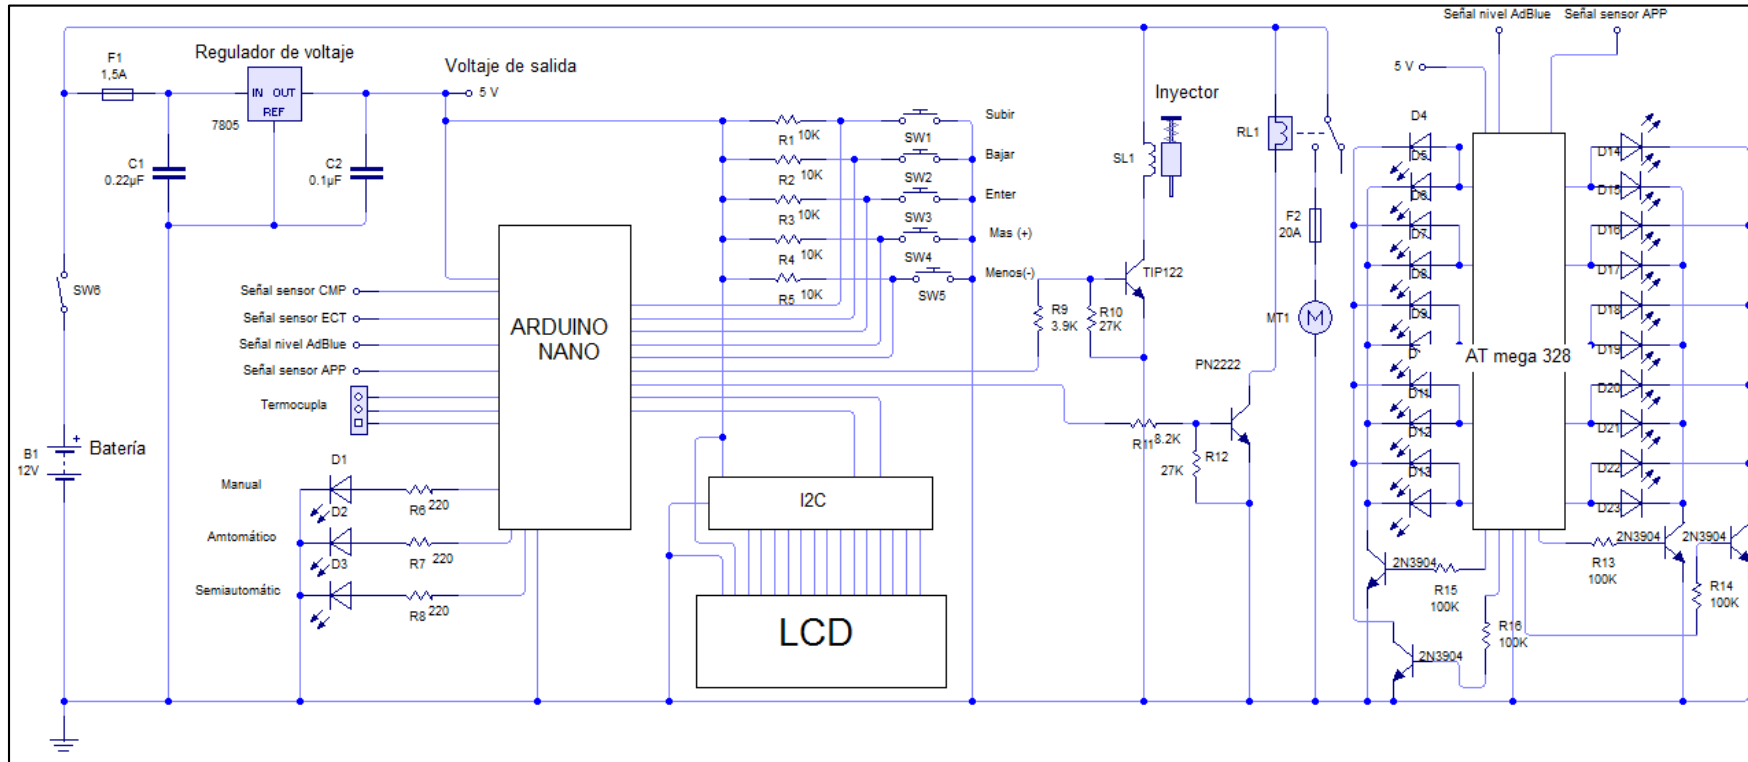 Señal nivel AdBlue
Señal sensor APP
F1
1,5A
Regulador de voltaje
IN OUT
REF
7805
Voltaje de salida
5 V
C1
0.22µF
C2
0.1µF
SW6
B1
12V
+
Batería
Señal sensor CMP
Señal sensor ECT
Señal nivel AdBlue
Señal sensor APP
Termocupla
ARDUINO
NANO
Manual
D1
R6
220
Amtomático
D2
R7
220
Semiautomátic
D3
R8
220
R1
10K
SW1
Subir
R2
10K
SW2
Bajar
R3
10K
SW3
Enter
R4
10K
SW4
Mas (+)
R5
10K
SW5
Menos(-)
I2C
LCD
Inyector
SL1
TIP122
R9
3.9K
R10
27K
RL1
F2
20A
M
MT1
PN2222
R11
8.2K
R12
27K
5 V
AT mega 328
D4
D5
D6
D7
D8
D9
D
D11
D12
D13
D14
D15
D16
D17
D18
D19
D20
D21
D22
D23
2N3904
R15
100K
R16
100K
2N3904
R13
100K
2N3904
2N3904
R14
100K